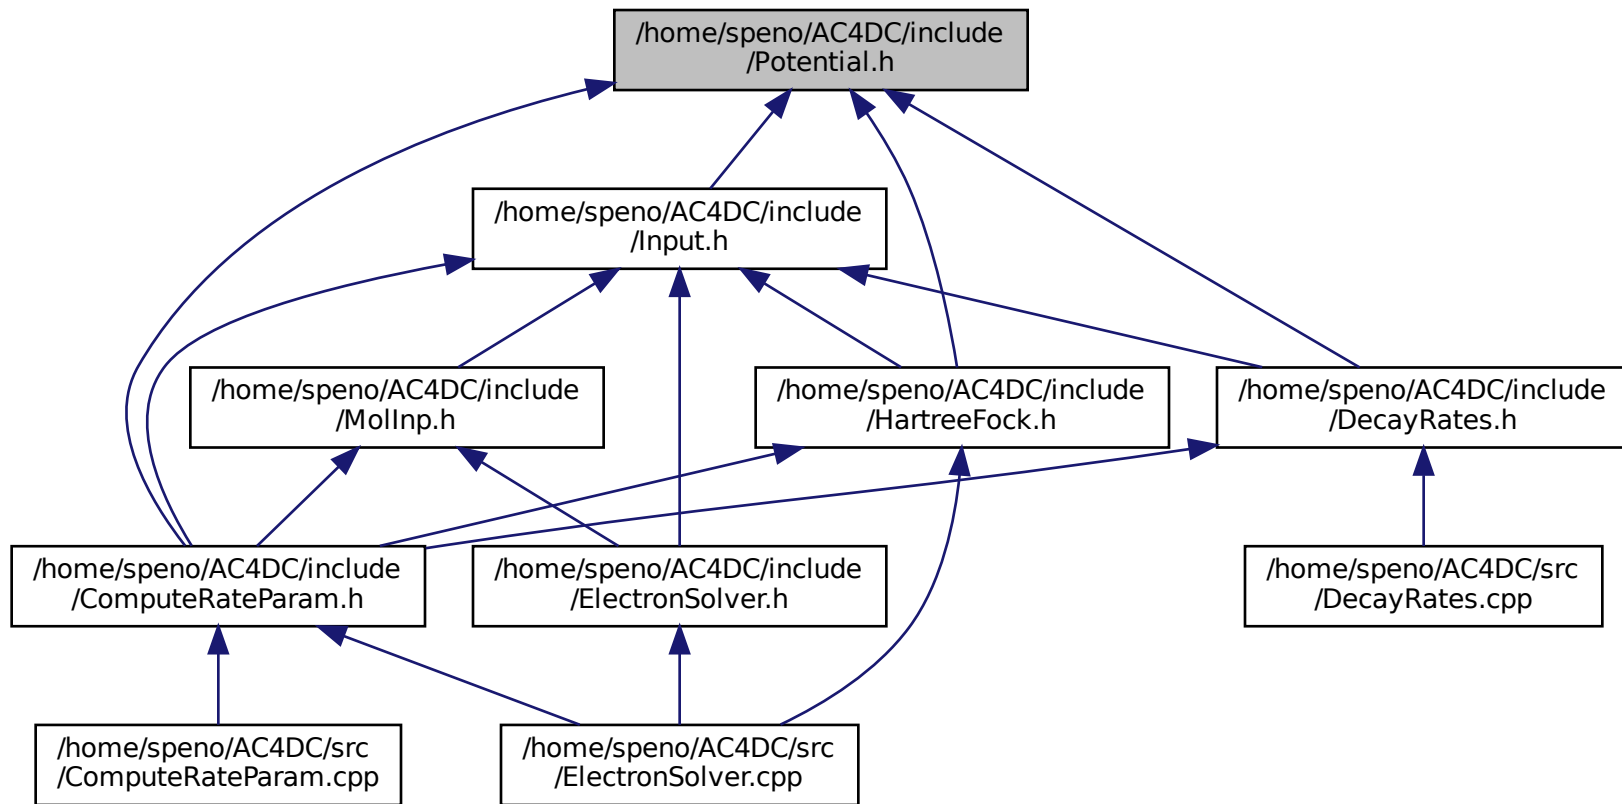 /home/speno/AC4DC/include
/Potential.h
/home/speno/AC4DC/include
/Input.h
/home/speno/AC4DC/include
/MolInp.h
/home/speno/AC4DC/include
/HartreeFock.h
/home/speno/AC4DC/include
/DecayRates.h
/home/speno/AC4DC/include
/ComputeRateParam.h
/home/speno/AC4DC/include
/ElectronSolver.h
/home/speno/AC4DC/src
/DecayRates.cpp
/home/speno/AC4DC/src
/ComputeRateParam.cpp
/home/speno/AC4DC/src
/ElectronSolver.cpp